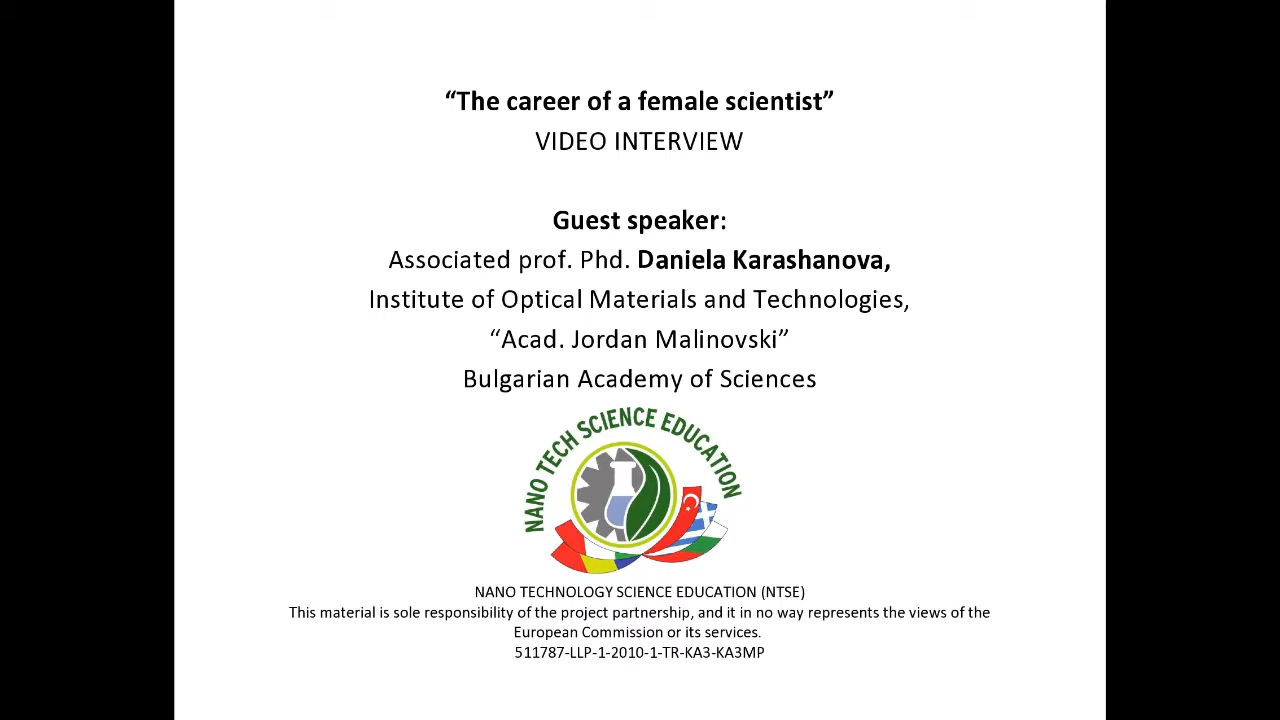 “The career of a female scientist”
VIDEO INTERVIEW
Guest speaker:
Associated prof. Phd. Daniela Karashanova,
Institute of Optical Materials and Technologies,
“Acad. Jordan Malinovski”
Bulgarian Academy of Sciences
NANO TECH SCIENCE EDUCATION
NANO TECHNOLOGY SCIENCE EDUCATION (NTSE)
This material is sole responsibility of the project partnership, and it in no way represents the views of the
European Commission or its services.
511787-LLP-1-2010-1-TR-KA3-KA3MP